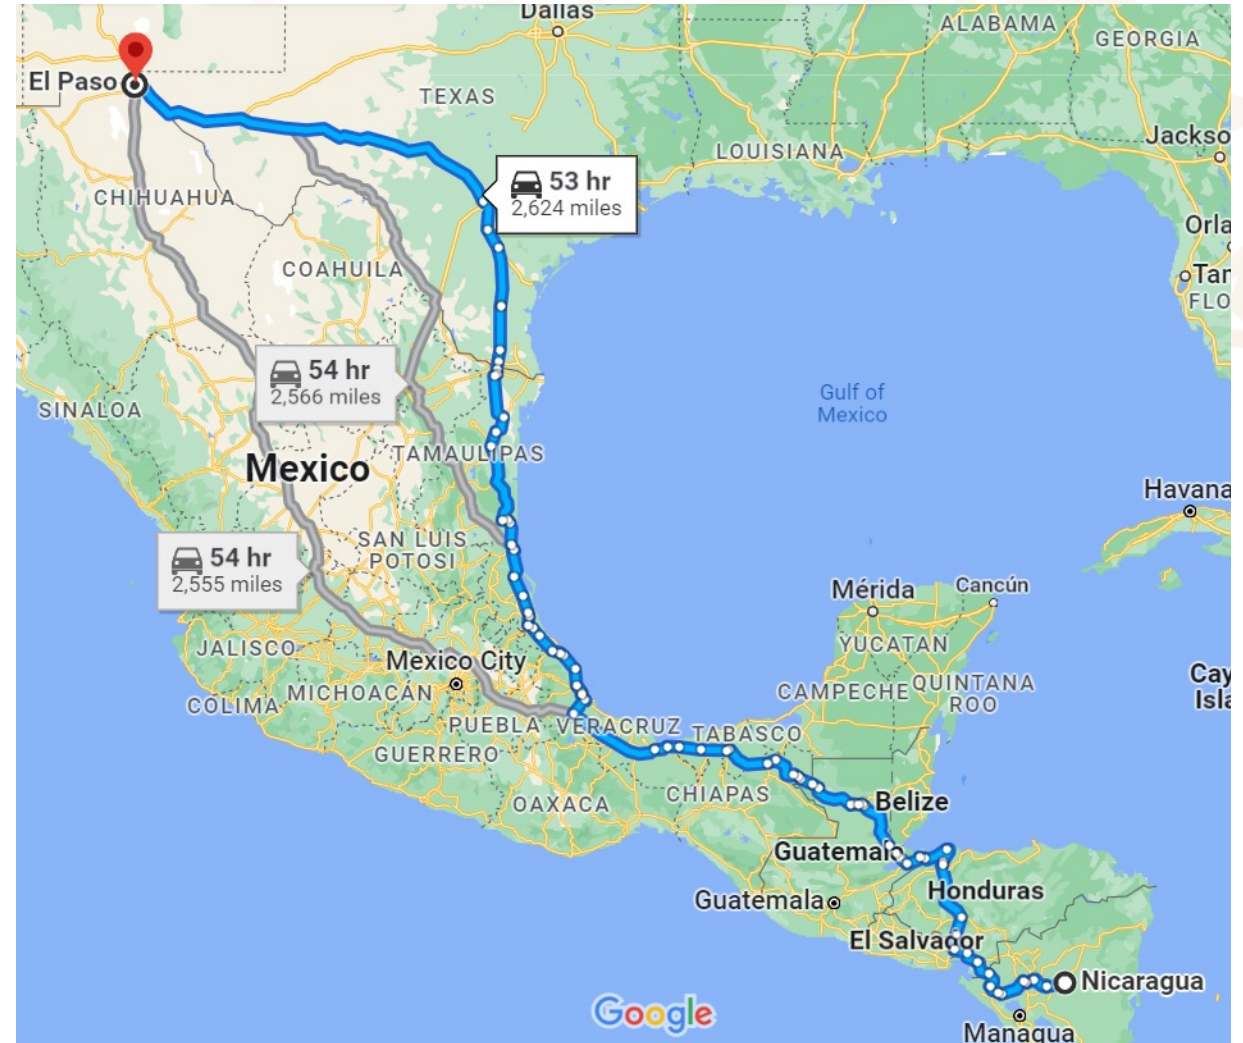 Dallas
ALABAMA
GEORGIA
El Paso
TEXAS
Jackso
LOUISIANA
53 hr
2,624 miles
CHIHUAHUA
Orla
COAHUILA
Tam
FLO
54 hr
2,566 miles
Gulf of
Mexico
SINALOA
TAMAULIPAS
Mexico
Havana
SAN LUIS
POTOSI
54 hr
2,555 miles
Mérida
Cancún
JALISCO
YUCATAN
Mexico City
Cay
Isla
COLIMA
MICHOACÁN
CAMPECHE
QUINTANA
ROO
PUEBLA
VERACRUZ
TABASCO
GUERRERO
OAXACA
CHIAPAS
Belize
Guatemala
Honduras
Guatemala
El Salvador
Nicaragua
Google
Managua